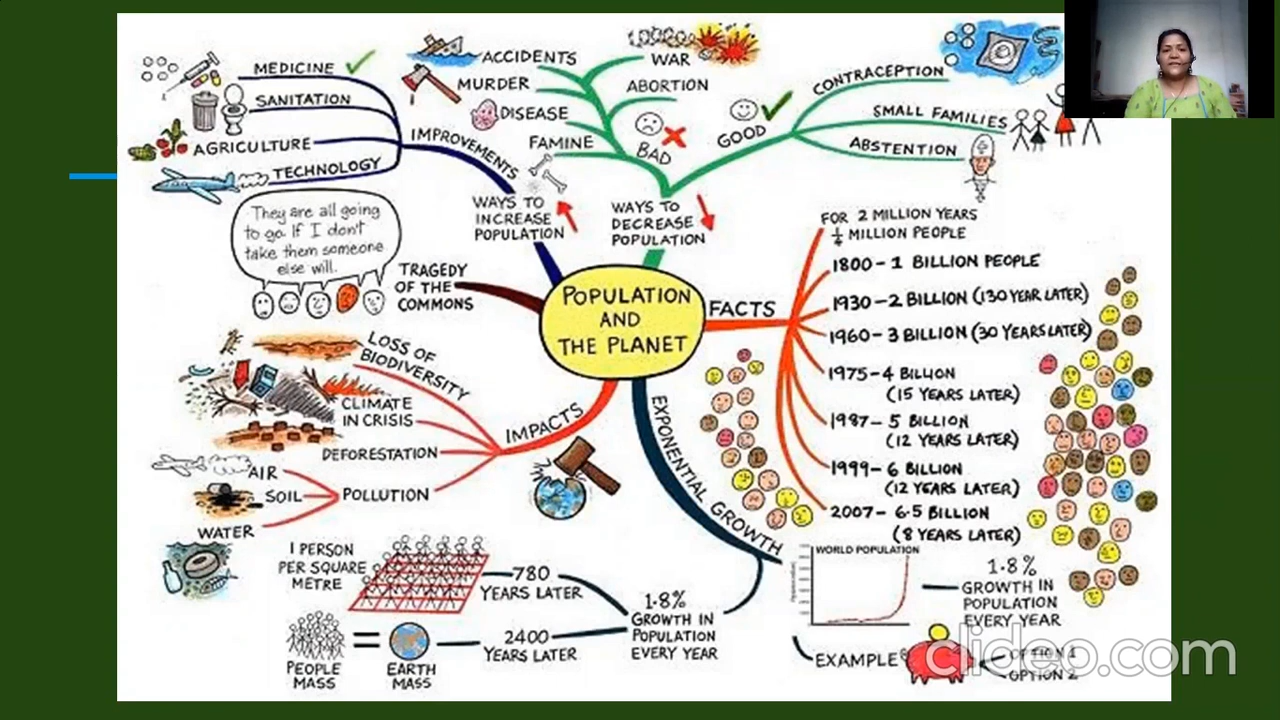 MEDICINE
SANITATION
AGRICULTURE
TECHNOLOGY
IMPROVEMENTS
WAYS TO
INCREASE
POPULATION
ACCIDENTS
MURDER
DISEASE
FAMINE
WAR
ABORTION
BAD
GOOD
WAYS TO
DECREASE
POPULATION
CONTRACEPTION
SMALL FAMILIES
ABSTENTION
They are all going
to go. If I don't
take them someone
else will.
TRAGEDY
OF THE
COMMONS
POPULATION
AND
THE PLANET
FACTS
FOR 2 MILLION YEARS
1/4 MILLION PEOPLE
1800 - 1 BILLION PEOPLE
1930 - 2 BILLION (130 YEAR LATER)
1960 - 3 BILLION (30 YEARS LATER)
1975 - 4 BILLION
(15 YEARS LATER)
1987 - 5 BILLION
(12 YEARS LATER)
1999 - 6 BILLION
(12 YEARS LATER)
2007 - 6.5 BILLION
(8 YEARS LATER)
IMPACTS
LOSS OF
BIODIVERSITY
CLIMATE
IN CRISIS
DEFORESTATION
POLLUTION
AIR
SOIL
WATER
EXPONENTIAL GROWTH
WORLD POPULATION
1.8%
GROWTH IN
POPULATION
EVERY YEAR
EXAMPLE
OPTION 1
OPTION 2
1.8%
GROWTH IN
POPULATION
EVERY YEAR
780
YEARS LATER
1 PERSON
PER SQUARE
METRE
2400
YEARS LATER
PEOPLE
MASS
=
EARTH
MASS
clideo.com